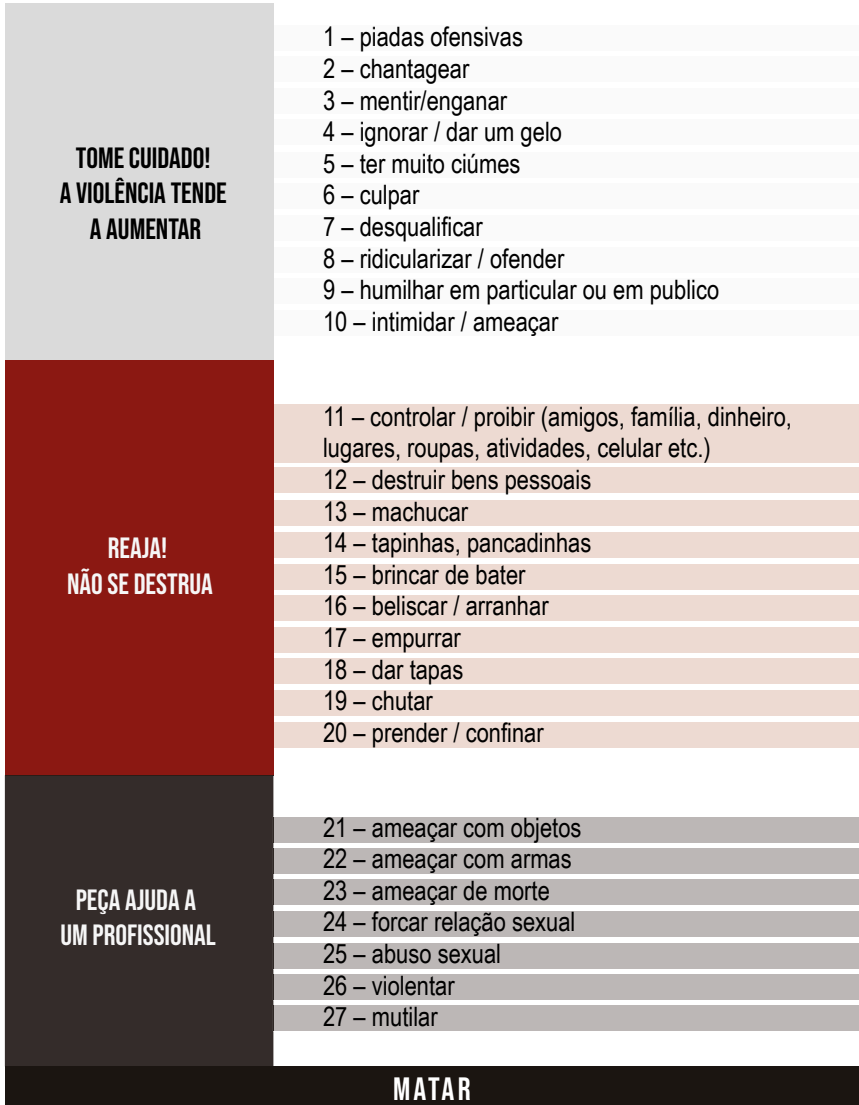 TOME CUIDADO!
A VIOLÊNCIA TENDE
A AUMENTAR
1 – piadas ofensivas
2 – chantagear
3 – mentir/enganar
4 – ignorar / dar um gelo
5 – ter muito ciúmes
6 – culpar
7 – desqualificar
8 – ridicularizar / ofender
9 – humilhar em particular ou em publico
10 – intimidar / ameaçar
REAJA!
NÃO SE DESTRUA
11 – controlar / proibir (amigos, família, dinheiro,
lugares, roupas, atividades, celular etc.)
12 – destruir bens pessoais
13 – machucar
14 – tapinhas, pancadinhas
15 – brincar de bater
16 – beliscar / arranhar
17 – empurrar
18 – dar tapas
19 – chutar
20 – prender / confinar
PEÇA AJUDA A
UM PROFISSIONAL
21 – ameaçar com objetos
22 – ameaçar com armas
23 – ameaçar de morte
24 – forcar relação sexual
25 – abuso sexual
26 – violentar
27 – mutilar
MATAR